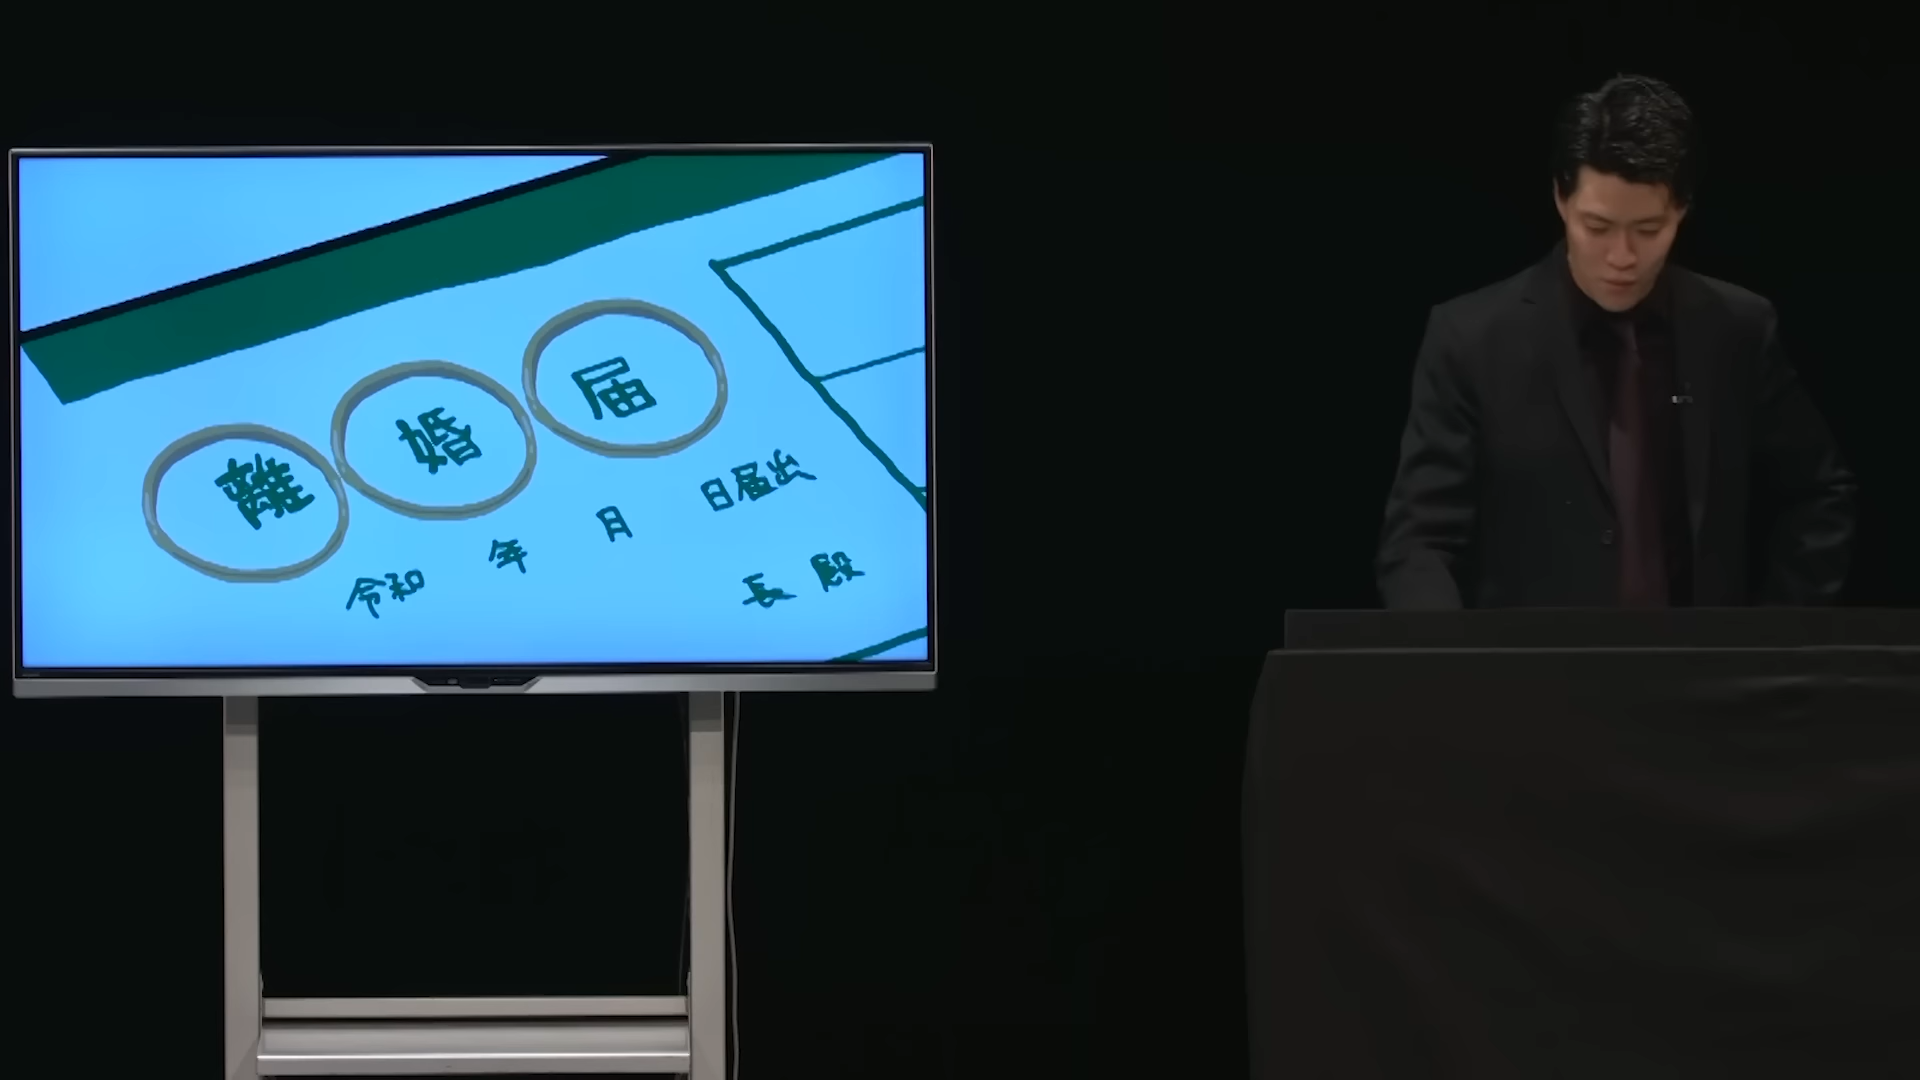 離婚届
令和 年 月 日届出
長 殿